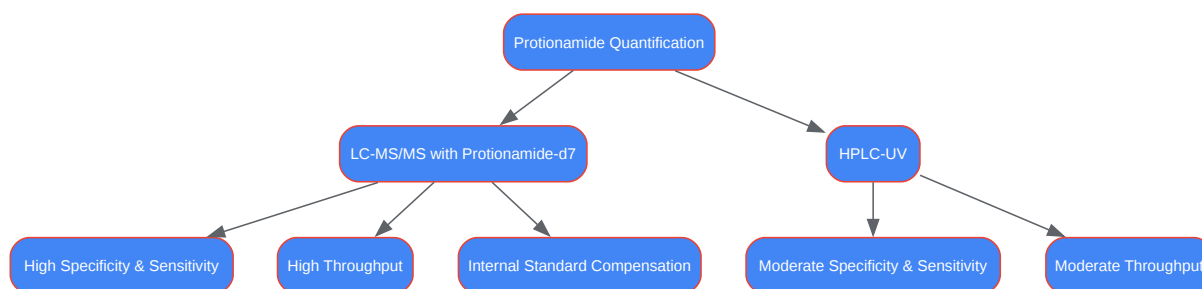 Protionamide Quantification
LC-MS/MS with Protionamide-d7
HPLC-UV
High Specificity & Sensitivity
High Throughput
Internal Standard Compensation
Moderate Specificity & Sensitivity
Moderate Throughput